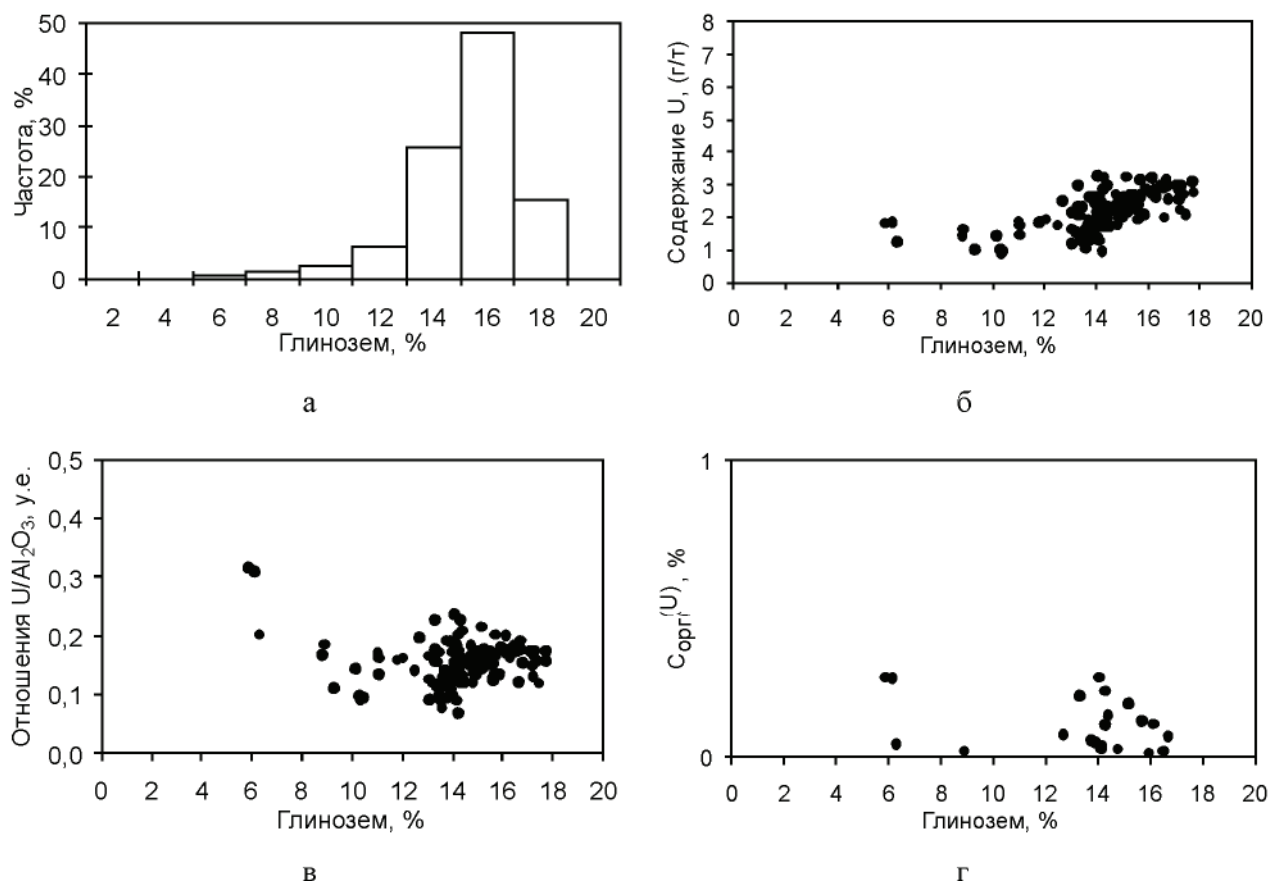 50
40
30
20
10
0
Частота, %
2 4 6 8 10 12 14 16 18 20
Глинозем, %
а
8
7
6
5
4
3
2
1
0
Содержание U, (г/т)
0 2 4 6 8 10 12 14 16 18 20
Глинозем, %
б
0,5
0,4
0,3
0,2
0,1
0,0
Отношения U/Al₂O₃, у.е.
0 2 4 6 8 10 12 14 16 18 20
Глинозем, %
в
1
0
Cорг(U), %
0 2 4 6 8 10 12 14 16 18 20
Глинозем, %
г